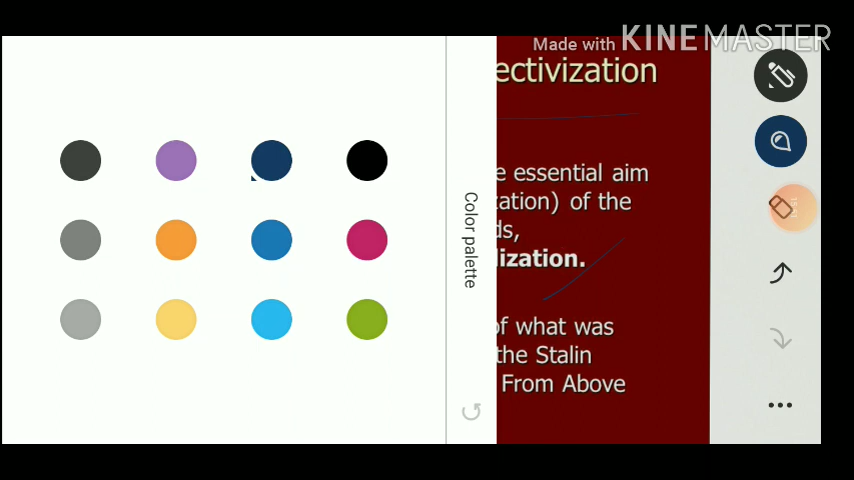 Made with KINEMASTER
ectivization
e essential aim
zation) of the
ds,
lization.
of what was
the Stalin
From Above
Color palette